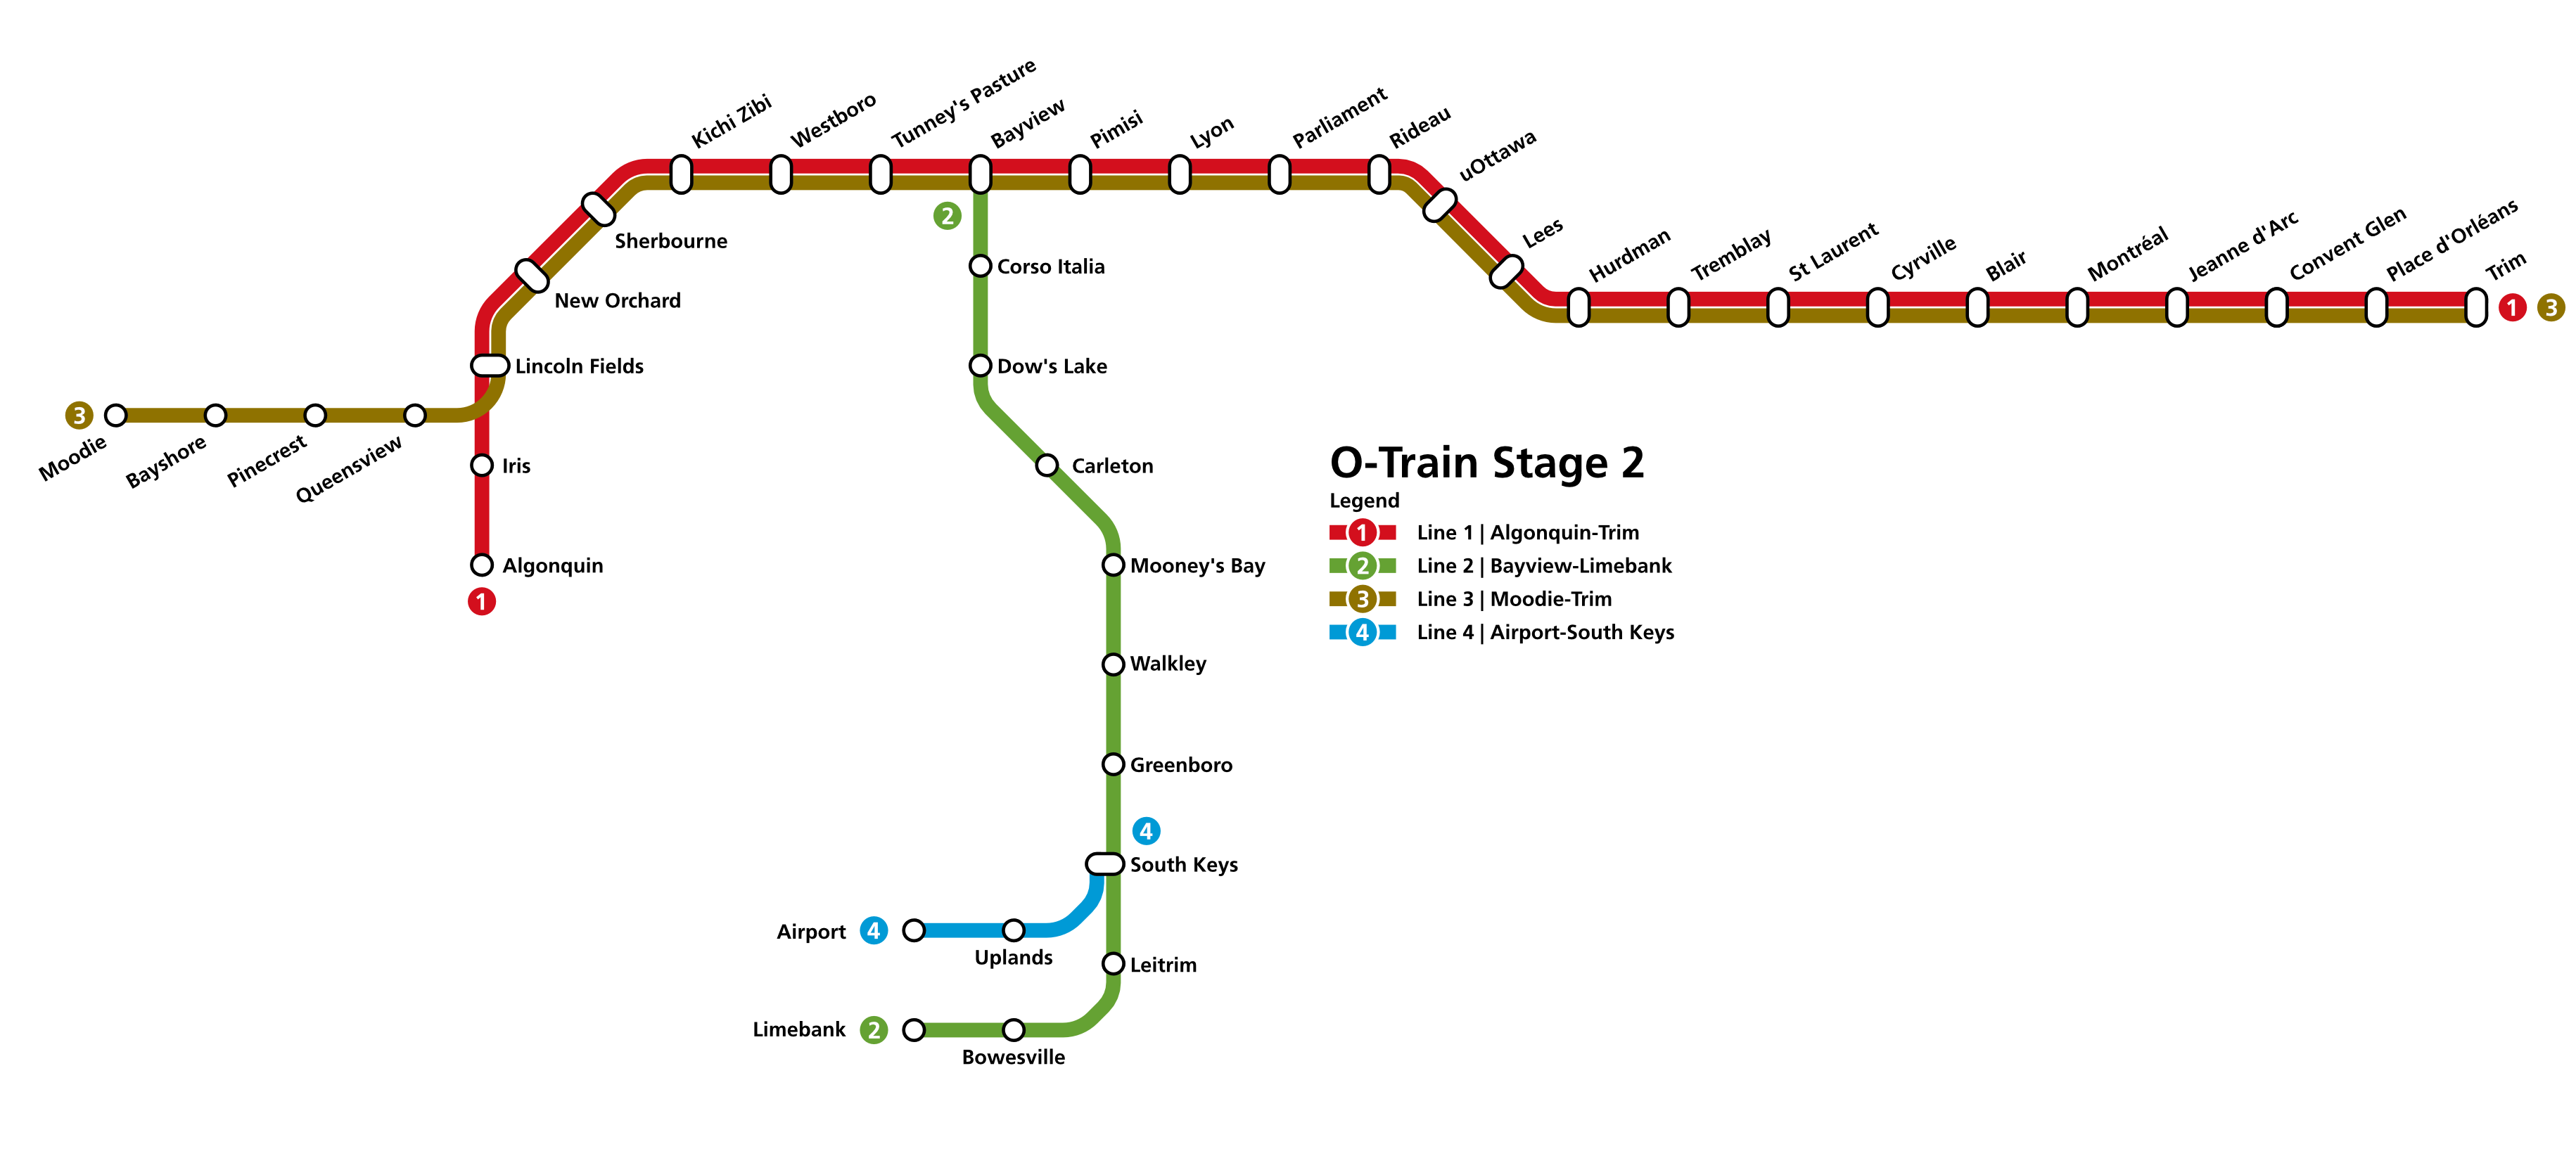 Kichi Zibi
Westboro
Tunney's Pasture
Bayview
Pimisi
Lyon
Parliament
Rideau
uOttawa
Lees
Hurdman
Tremblay
St Laurent
Cyrville
Blair
Montréal
Jeanne d'Arc
Convent Glen
Place d'Orléans
Trim
1 3
2
Sherbourne
New Orchard
Lincoln Fields
3
Moodie
Bayshore
Pinecrest
Queensview
Iris
Algonquin
1
Corso Italia
Dow's Lake
Carleton
Mooney's Bay
Walkley
Greenboro
4
South Keys
Airport 4
Uplands
Leitrim
Limebank 2
Bowesville
O-Train Stage 2
Legend
1 Line 1 | Algonquin-Trim
2 Line 2 | Bayview-Limebank
3 Line 3 | Moodie-Trim
4 Line 4 | Airport-South Keys